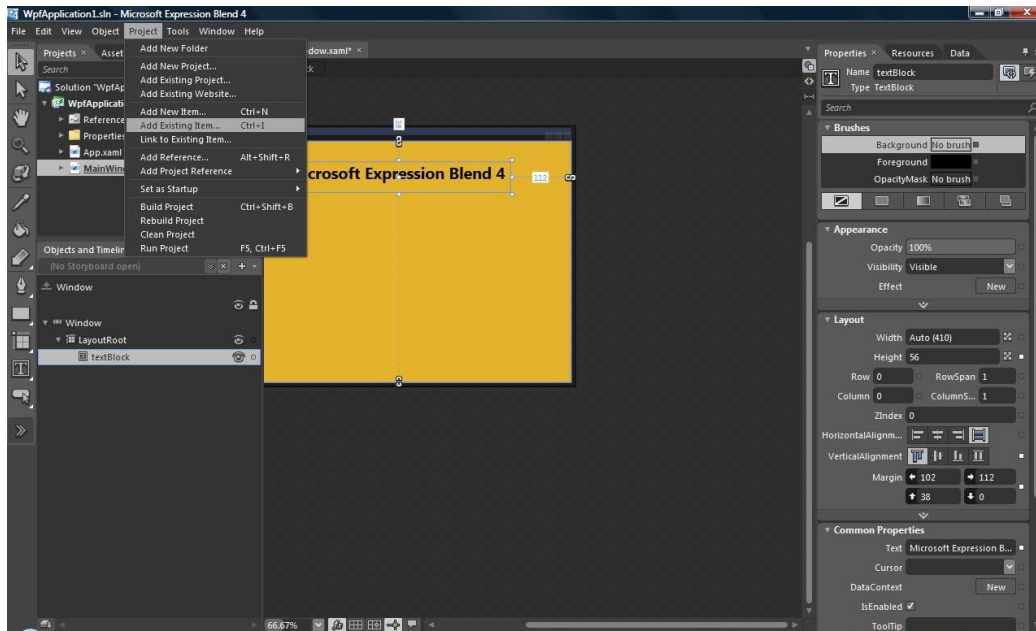 WpfApplication1.sln - Microsoft Expression Blend 4
File Edit View Object Project Tools Window Help
Projects × Asset
Search
Solution "WpfAp
WpfApplicati
Reference
Properties
App.xaml
MainWin
Add New Folder
Add New Project...
Add Existing Project...
Add Existing Website...
Add New Item... Ctrl+N
Add Existing Item... Ctrl+I
Link to Existing Item...
Add Reference... Alt+Shift+R
Add Project Reference
Set as Startup
Build Project Ctrl+Shift+B
Rebuild Project
Clean Project
Run Project F5, Ctrl+F5
dow.xaml* ×
ck
38
crosoft Expression Blend 4
112
Objects and Timelin
(No Storyboard open)
Window
Window
LayoutRoot
textBlock
66.67%
Properties × Resources Data
Name textBlock
Type TextBlock
Search
Brushes
Background No brush
Foreground
OpacityMask No brush
Appearance
Opacity 100%
Visibility Visible
Effect New
Layout
Width Auto (410)
Height 56
Row 0 RowSpan 1
Column 0 ColumnS... 1
ZIndex 0
HorizontalAlignm...
VerticalAlignment
Margin 102 112
38 0
Common Properties
Text Microsoft Expression B...
Cursor
DataContext New
IsEnabled
ToolTip